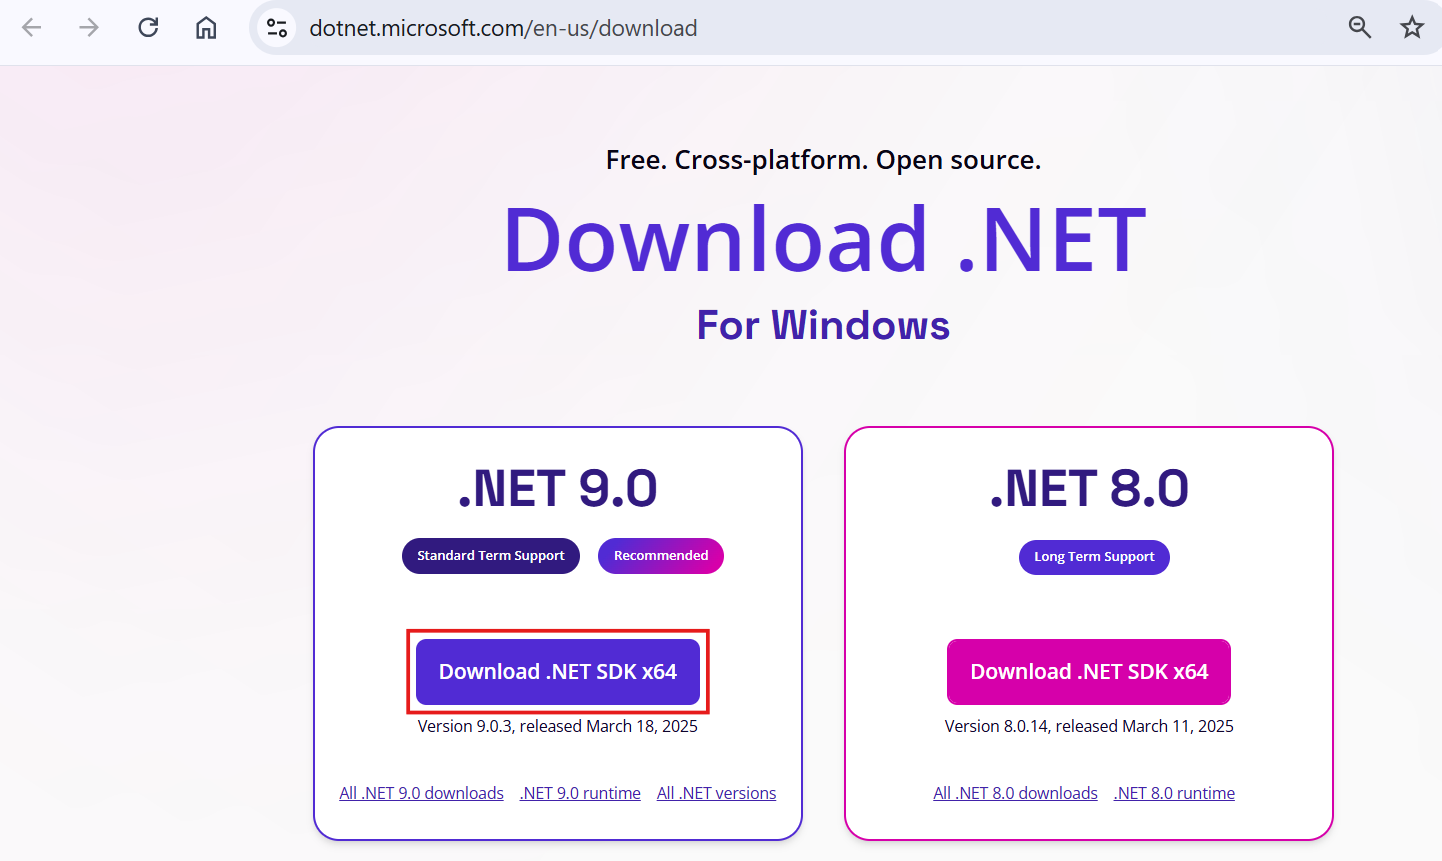 dotnet.microsoft.com/en-us/download
Free. Cross-platform. Open source.
Download .NET
For Windows
.NET 9.0
Standard Term Support
Recommended
Download .NET SDK x64
Version 9.0.3, released March 18, 2025
All .NET 9.0 downloads .NET 9.0 runtime All .NET versions
.NET 8.0
Long Term Support
Download .NET SDK x64
Version 8.0.14, released March 11, 2025
All .NET 8.0 downloads .NET 8.0 runtime